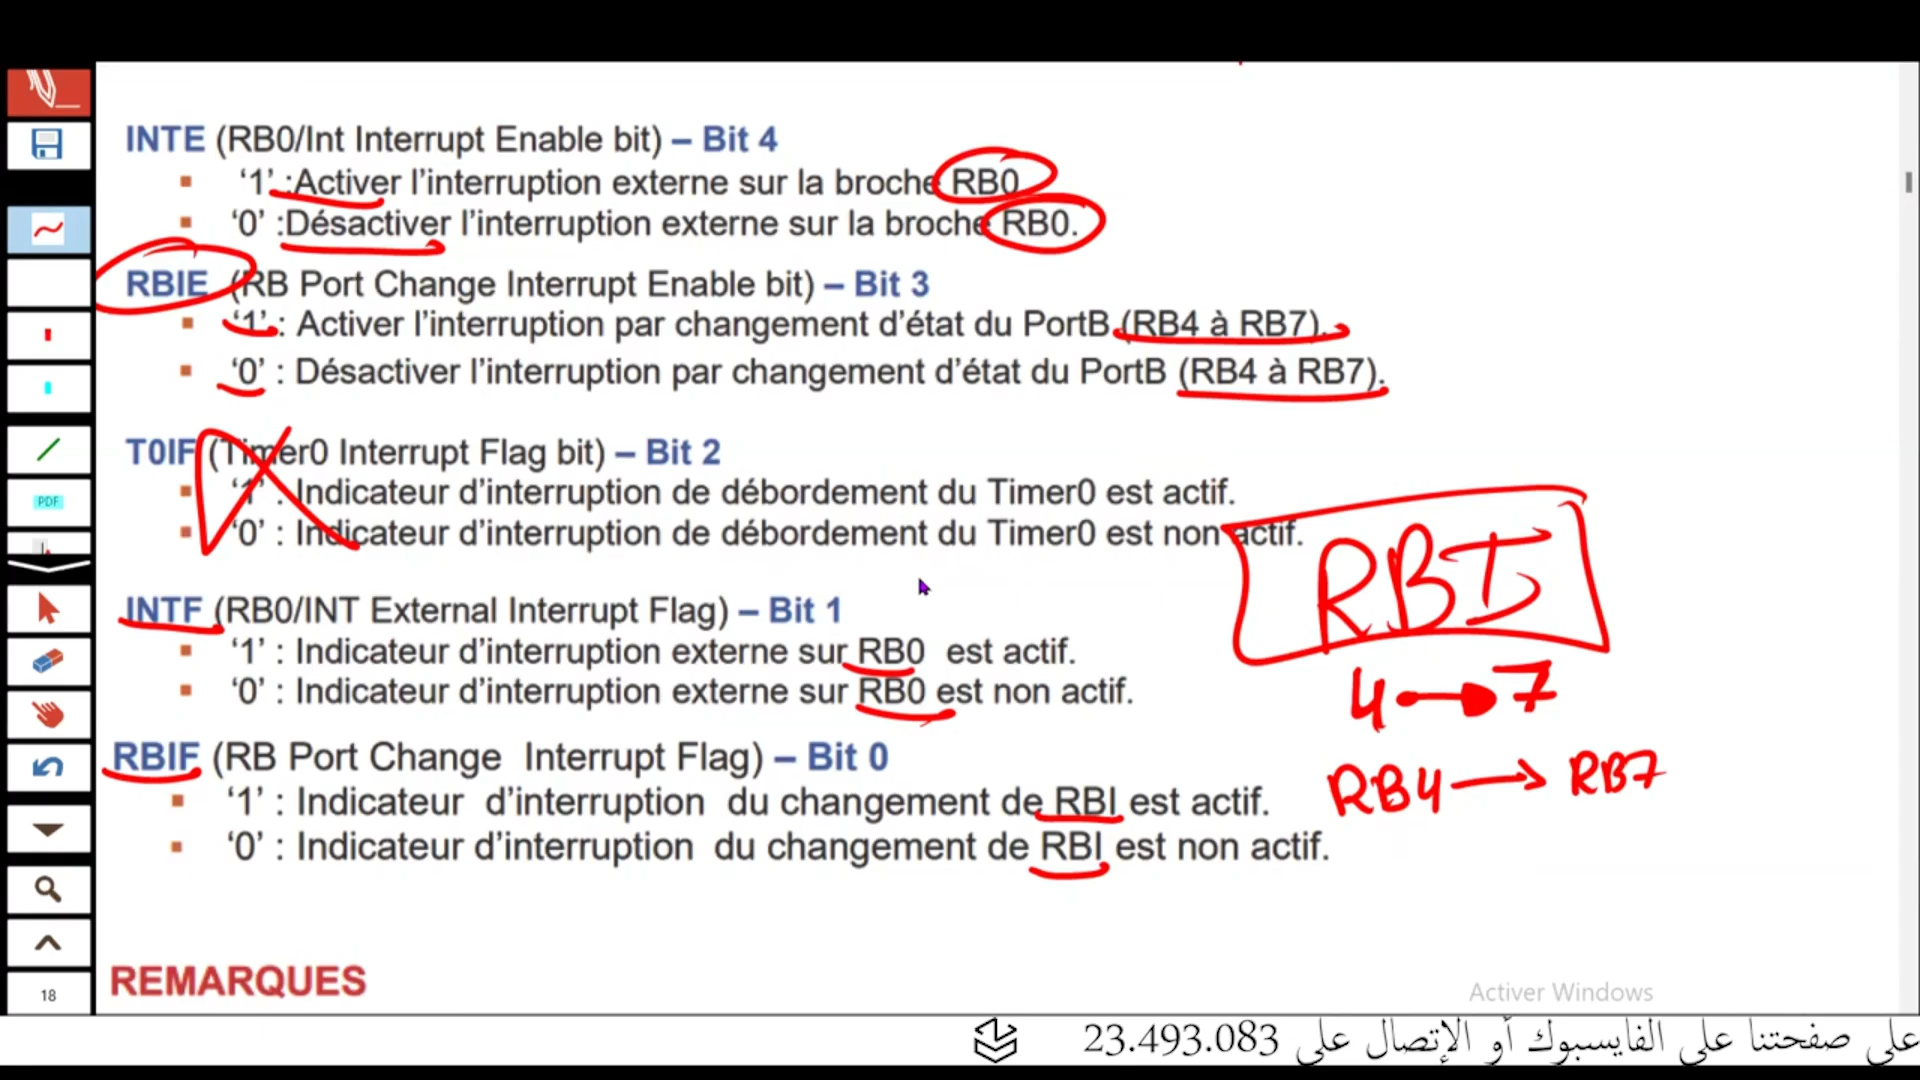 INTE (RB0/Int Interrupt Enable bit) – Bit 4
▪ ‘1’ :Activer l’interruption externe sur la broche RB0
▪ ‘0’ :Désactiver l’interruption externe sur la broche RB0.
RBIE (RB Port Change Interrupt Enable bit) – Bit 3
▪ ‘1’ : Activer l’interruption par changement d’état du PortB (RB4 à RB7).
▪ ‘0’ : Désactiver l’interruption par changement d’état du PortB (RB4 à RB7).
T0IF (Timer0 Interrupt Flag bit) – Bit 2
▪ ‘1’ : Indicateur d’interruption de débordement du Timer0 est actif.
▪ ‘0’ : Indicateur d’interruption de débordement du Timer0 est non actif.
RBI
4 7
INTF (RB0/INT External Interrupt Flag) – Bit 1
▪ ‘1’ : Indicateur d’interruption externe sur RB0 est actif.
▪ ‘0’ : Indicateur d’interruption externe sur RB0 est non actif.
RB4 → RB7
RBIF (RB Port Change Interrupt Flag) – Bit 0
▪ ‘1’ : Indicateur d’interruption du changement de RBI est actif.
▪ ‘0’ : Indicateur d’interruption du changement de RBI est non actif.
REMARQUES
PDF
18
Activer Windows
على صفحتنا على الفايسبوك أو الإتصال على 23.493.083